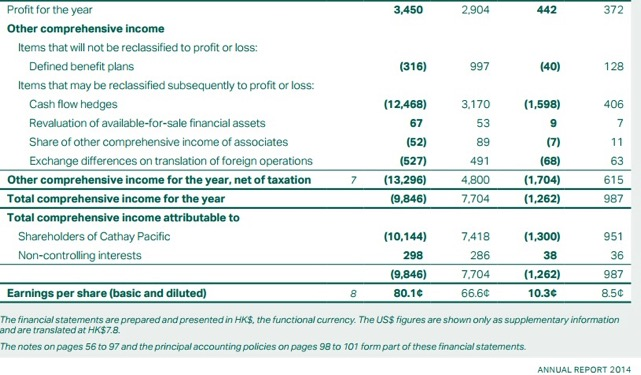 Profit for the year 3,450 2,904 442 372
Other comprehensive income
Items that will not be reclassified to profit or loss:
Defined benefit plans (316) 997 (40) 128
Items that may be reclassified subsequently to profit or loss:
Cash flow hedges (12,468) 3,170 (1,598) 406
Revaluation of available-for-sale financial assets 67 53 9 7
Share of other comprehensive income of associates (52) 89 (7) 11
Exchange differences on translation of foreign operations (527) 491 (68) 63
Other comprehensive income for the year, net of taxation 7 (13,296) 4,800 (1,704) 615
Total comprehensive income for the year (9,846) 7,704 (1,262) 987
Total comprehensive income attributable to
Shareholders of Cathay Pacific (10,144) 7,418 (1,300) 951
Non-controlling interests 298 286 38 36
(9,846) 7,704 (1,262) 987
Earnings per share (basic and diluted) 8 80.1¢ 66.6¢ 10.3¢ 8.5¢
The financial statements are prepared and presented in HK$, the functional currency. The US$ figures are shown only as supplementary information
and are translated at HK$7.8.
The notes on pages 56 to 97 and the principal accounting policies on pages 98 to 101 form part of these financial statements.
ANNUAL REPORT 2014